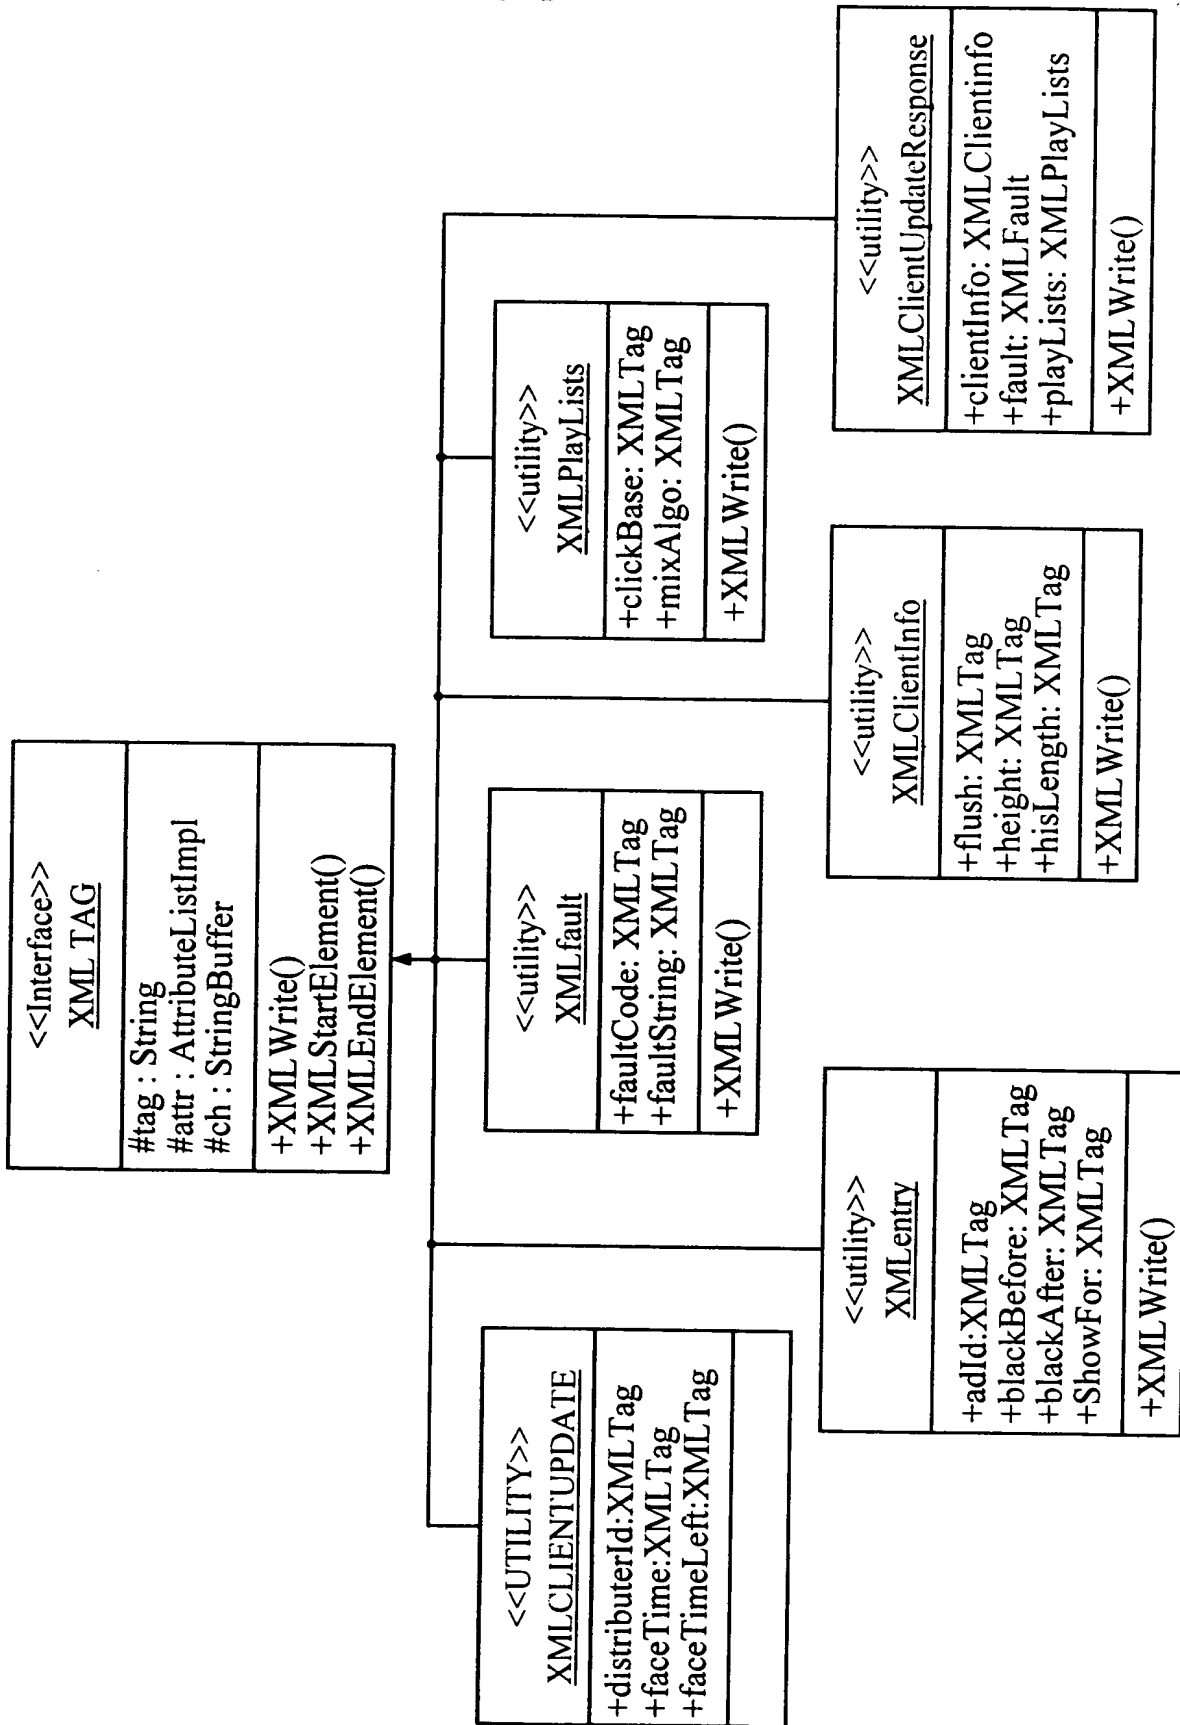 <<Interface>>
XML TAG
#tag : String
#attr : AttributeListImpl
#ch : StringBuffer
+XMLWrite()
+XMLStartElement()
+XMLEndElement()
<<UTILITY>>
XMLCLIENTUPDATE
+distributerId:XMLTag
+faceTime:XMLTag
+faceTimeLeft:XMLTag
<<utility>>
XMLfault
+faultCode: XMLTag
+faultString: XMLTag
+XMLWrite()
<<utility>>
XMLPlayLists
+clickBase: XMLTag
+mixAlgo: XMLTag
+XMLWrite()
<<utility>>
XMLentry
+adId:XMLTag
+blackBefore: XMLTag
+blackAfter: XMLTag
+ShowFor: XMLTag
+XMLWrite()
<<utility>>
XMLClientInfo
+flush: XMLTag
+height: XMLTag
+hisLength: XMLTag
+XMLWrite()
<<utility>>
XMLClientUpdateResponse
+clientInfo: XMLClientinfo
+fault: XMLFault
+playLists: XMLPlayLists
+XMLWrite()